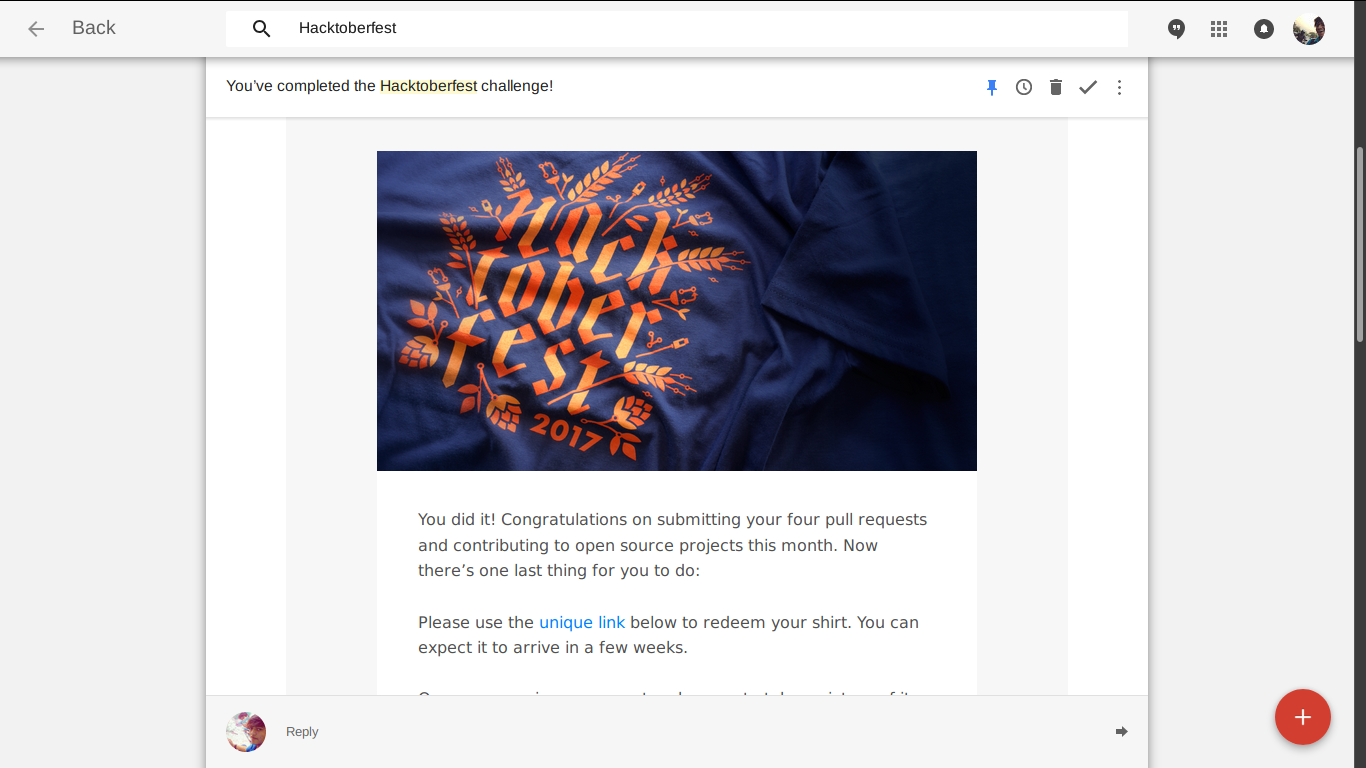 Back
Hacktoberfest
You've completed the Hacktoberfest challenge!
Hack
tober
fest
2017
You did it! Congratulations on submitting your four pull requests
and contributing to open source projects this month. Now
there's one last thing for you to do:
Please use the unique link below to redeem your shirt. You can
expect it to arrive in a few weeks.
Reply